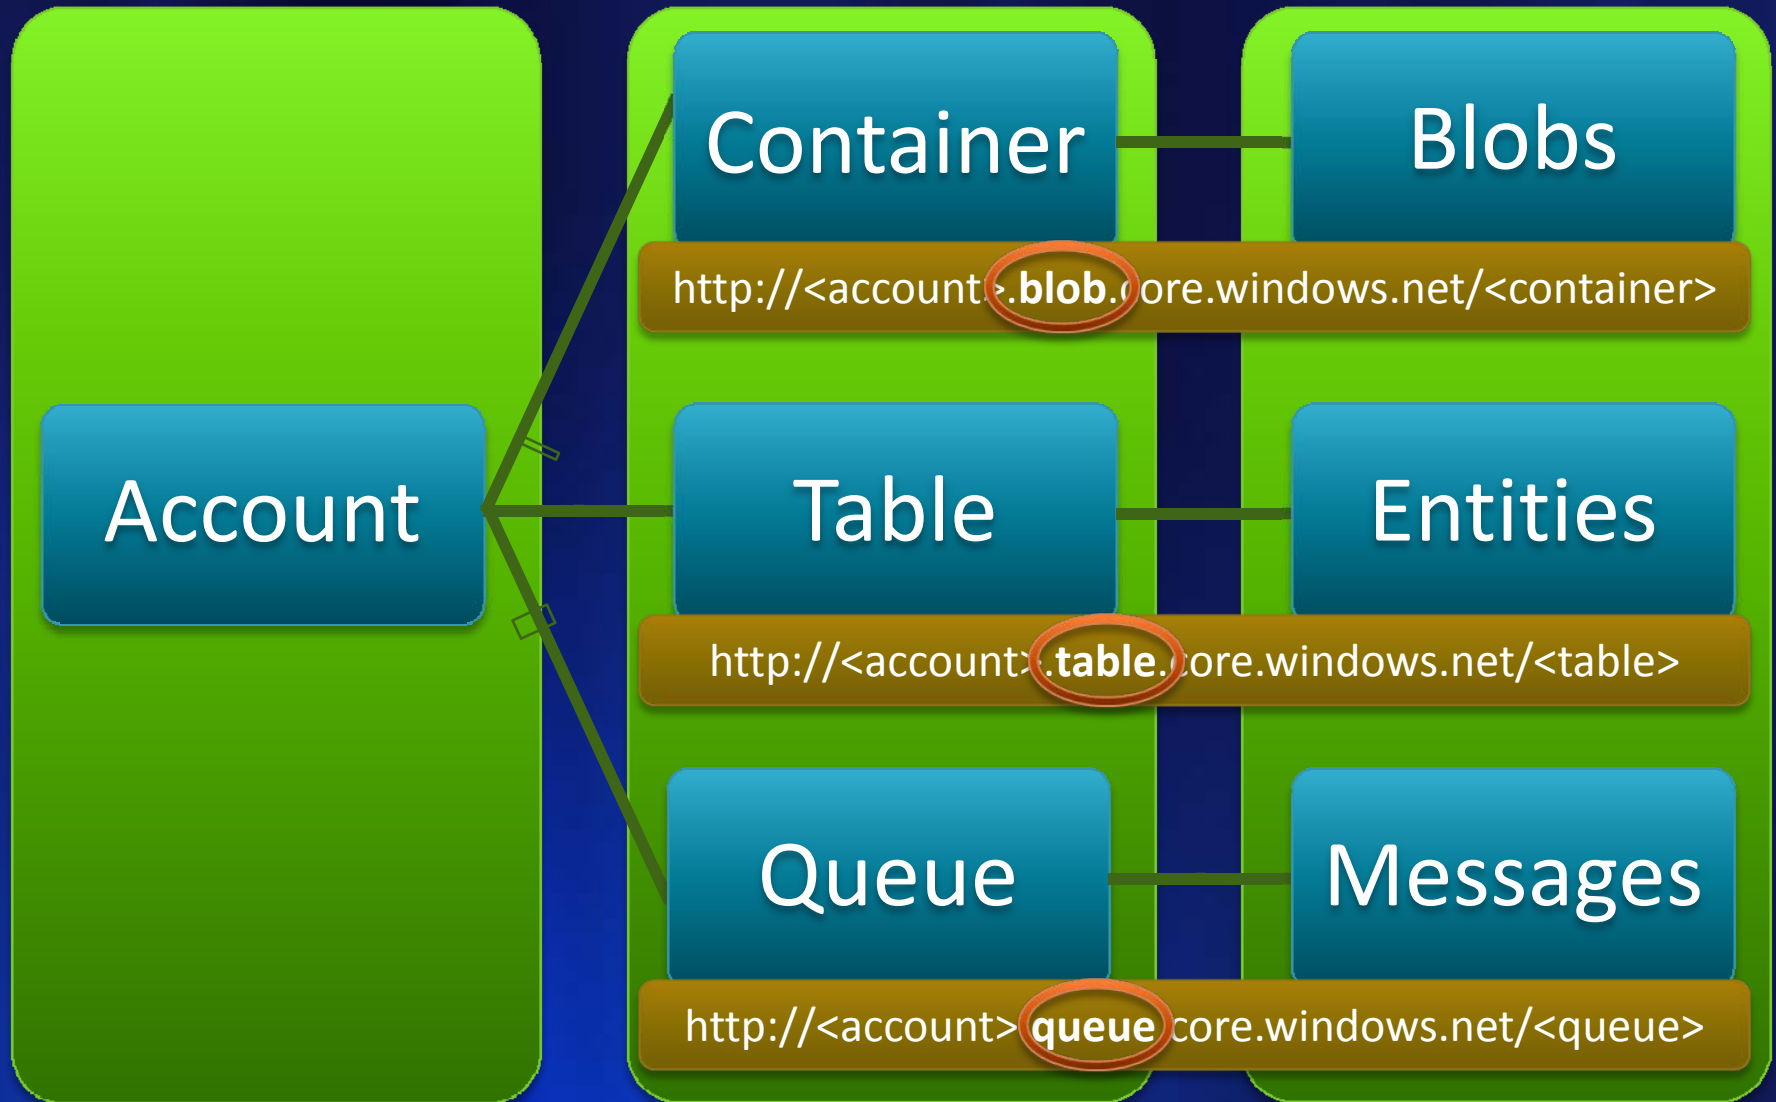 Container
Blobs
http://<account>.blob.core.windows.net/<container>
Account
Table
Entities
http://<account>.table.core.windows.net/<table>
Queue
Messages
http://<account>.queue.core.windows.net/<queue>